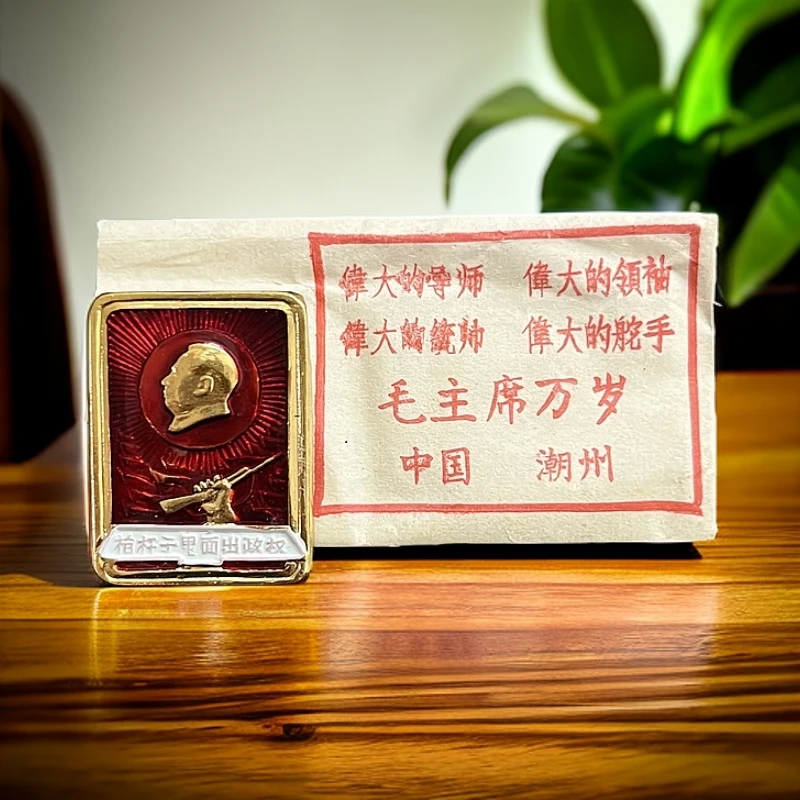 偉大的导师 偉大的領袖
偉大的統帅 偉大的舵手
毛主席万岁
中国 潮州
枪杆子里面出政权